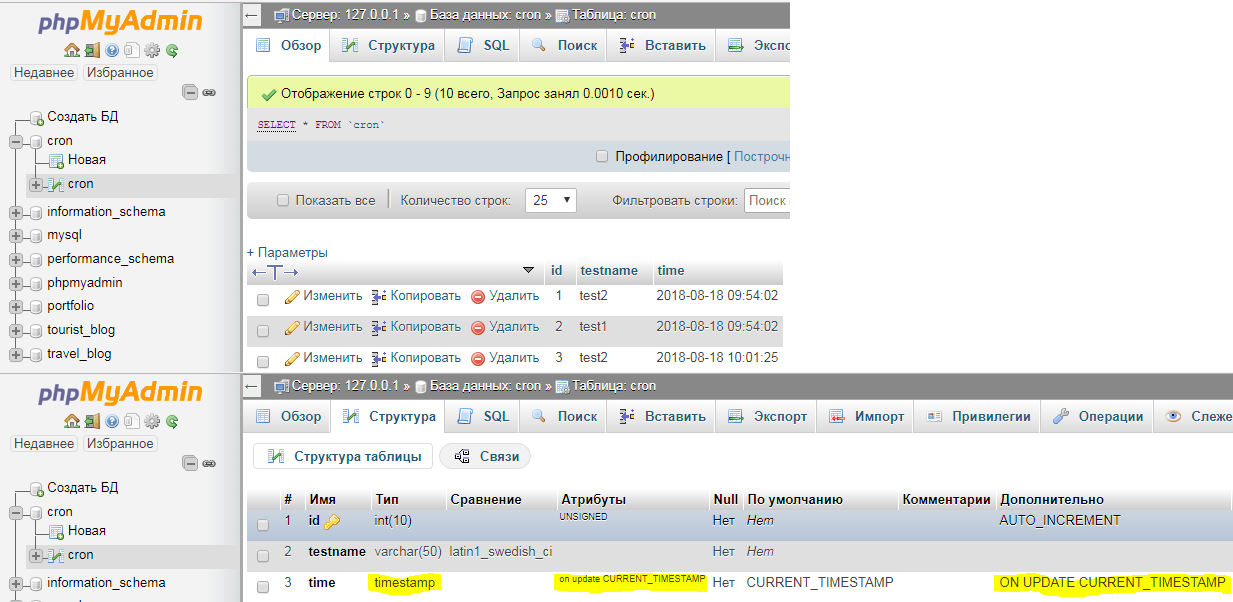 phpMyAdmin
Недавнее Избранное
Создать БД
cron
Новая
cron
information_schema
mysql
performance_schema
phpmyadmin
portfolio
tourist_blog
travel_blog
Сервер: 127.0.0.1 » База данных: cron » Таблица: cron
Обзор Структура SQL Поиск Вставить Экспо
Отображение строк 0 - 9 (10 всего, Запрос занял 0.0010 сек.)
SELECT * FROM `cron`
Профилирование [ Построчн
Показать все Количество строк: 25 Фильтровать строки: Поиск
+ Параметры
←T→ id testname time
Изменить Копировать Удалить 1 test2 2018-08-18 09:54:02
Изменить Копировать Удалить 2 test1 2018-08-18 09:54:02
Изменить Копировать Удалить 3 test2 2018-08-18 10:01:25
phpMyAdmin
Недавнее Избранное
Создать БД
cron
Новая
cron
information_schema
Сервер: 127.0.0.1 » База данных: cron » Таблица: cron
Обзор Структура SQL Поиск Вставить Экспорт Импорт Привилегии Операции Слеже
Структура таблицы Связи
# Имя Тип Сравнение Атрибуты Null По умолчанию Комментарии Дополнительно
1 id int(10) UNSIGNED Нет Нет AUTO_INCREMENT
2 testname varchar(50) latin1_swedish_ci Нет Нет
3 time timestamp on update CURRENT_TIMESTAMP Нет CURRENT_TIMESTAMP ON UPDATE CURRENT_TIMESTAMP